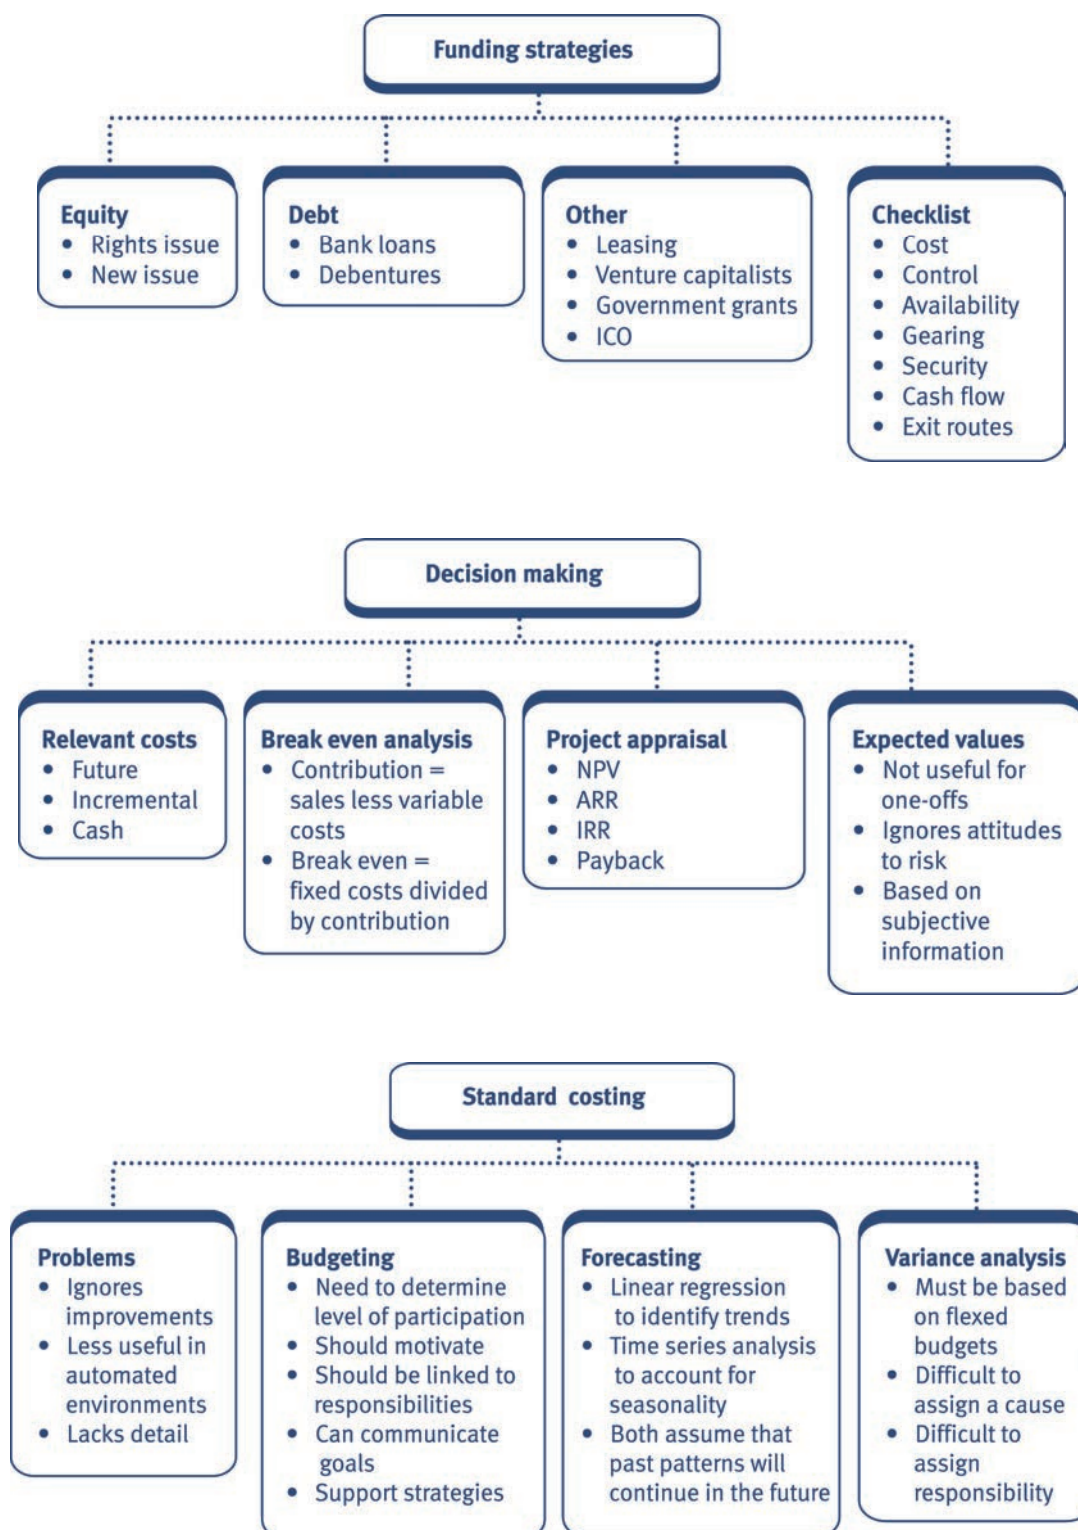 Funding strategies
Equity
• Rights issue
• New issue
Debt
• Bank loans
• Debentures
Other
• Leasing
• Venture capitalists
• Government grants
• ICO
Checklist
• Cost
• Control
• Availability
• Gearing
• Security
• Cash flow
• Exit routes
Decision making
Relevant costs
• Future
• Incremental
• Cash
Break even analysis
• Contribution =
sales less variable
costs
• Break even =
fixed costs divided
by contribution
Project appraisal
• NPV
• ARR
• IRR
• Payback
Expected values
• Not useful for
one-offs
• Ignores attitudes
to risk
• Based on
subjective
information
Standard costing
Problems
• Ignores
improvements
• Less useful in
automated
environments
• Lacks detail
Budgeting
• Need to determine
level of participation
• Should motivate
• Should be linked to
responsibilities
• Can communicate
goals
• Support strategies
Forecasting
• Linear regression
to identify trends
• Time series analysis
to account for
seasonality
• Both assume that
past patterns will
continue in the future
Variance analysis
• Must be based
on flexed
budgets
• Difficult to
assign a cause
• Difficult to
assign
responsibility